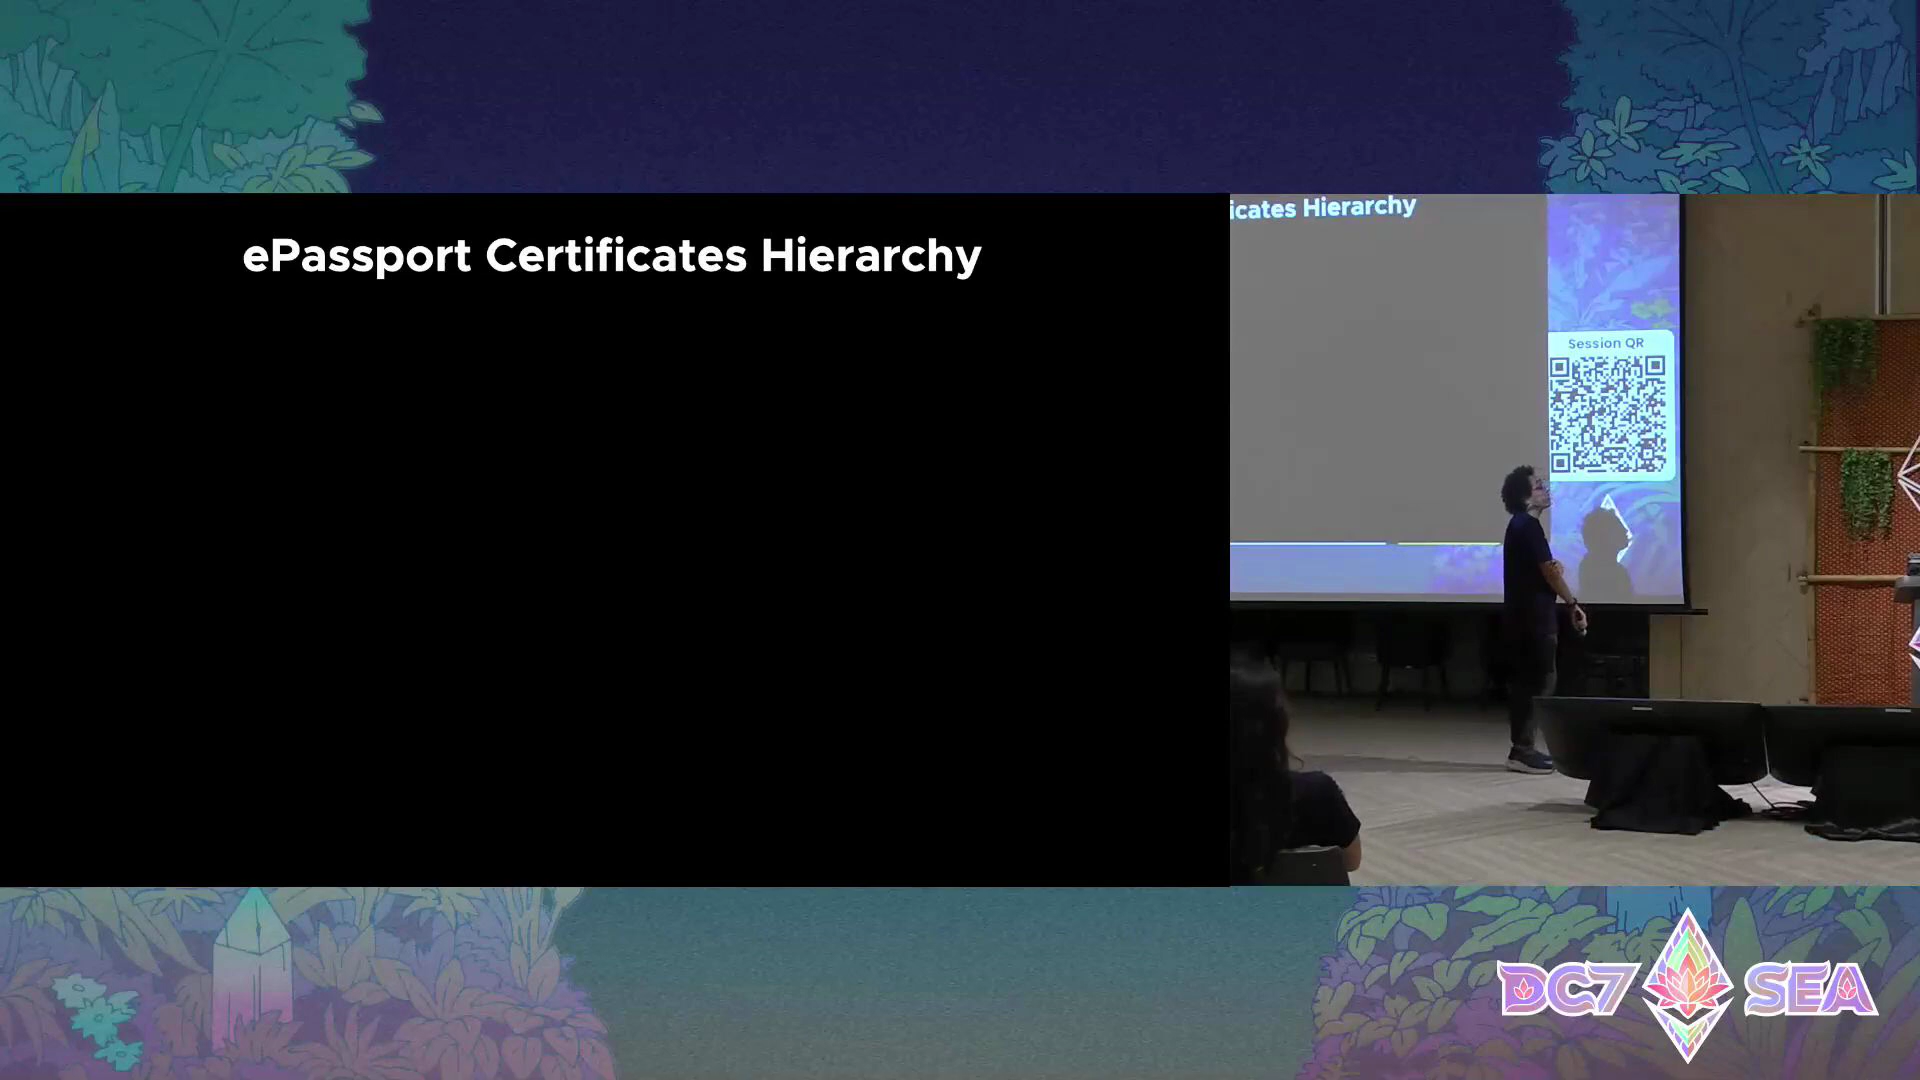 ePassport Certificates Hierarchy
icates Hierarchy
Session QR
DC7 SEA